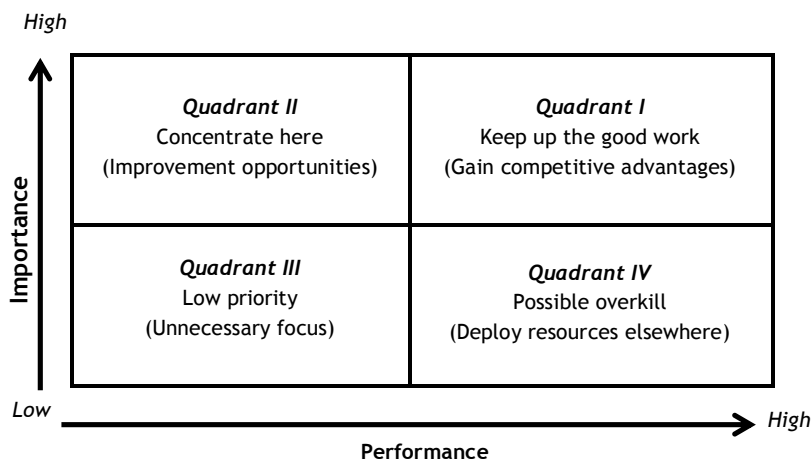 High
Quadrant II
Concentrate here
(Improvement opportunities)
Quadrant I
Keep up the good work
(Gain competitive advantages)
Importance
Quadrant III
Low priority
(Unnecessary focus)
Quadrant IV
Possible overkill
(Deploy resources elsewhere)
Low
High
Performance